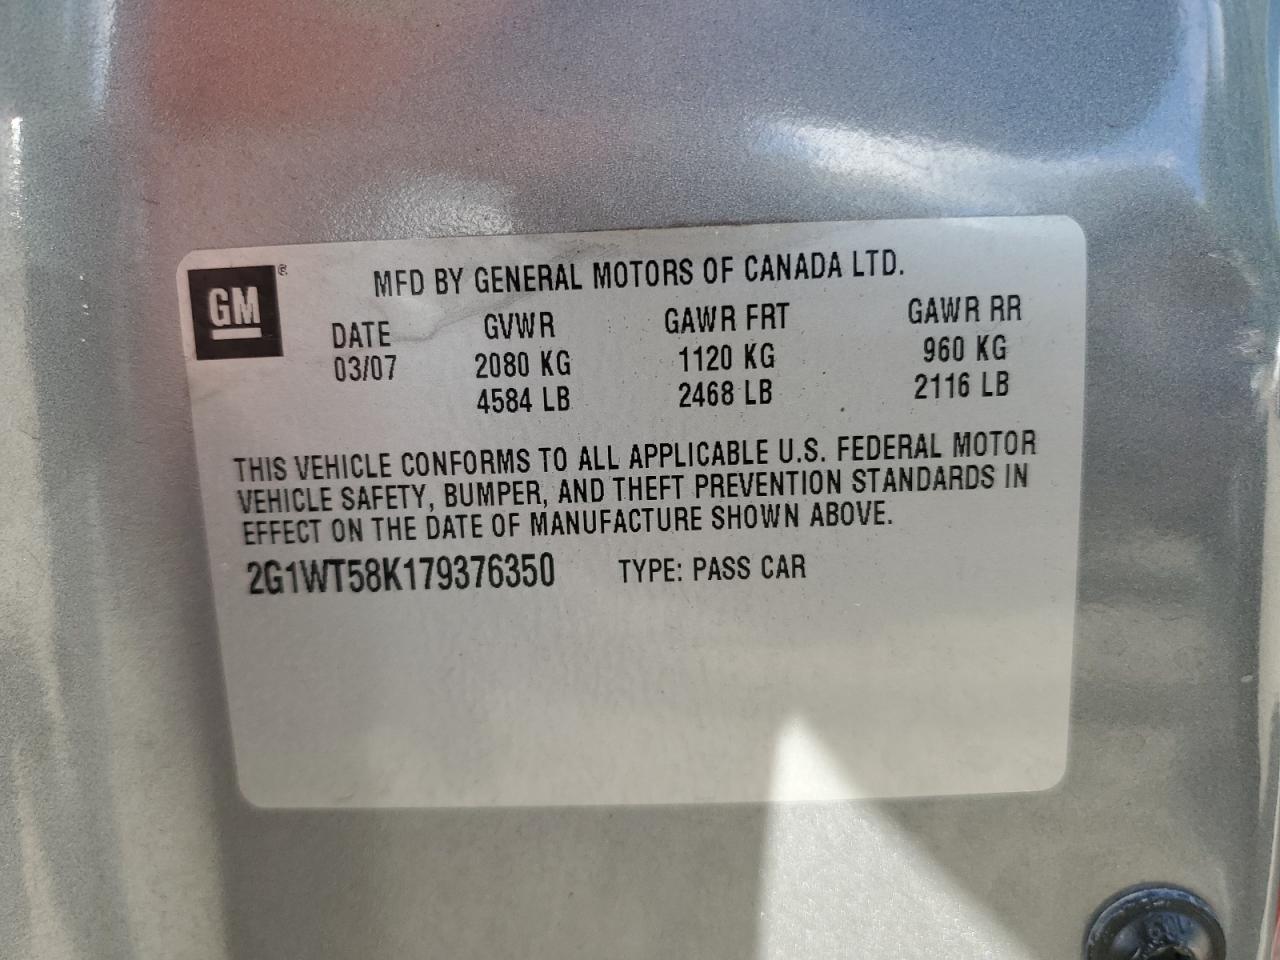 GM®
MFD BY GENERAL MOTORS OF CANADA LTD.
DATE GVWR GAWR FRT GAWR RR
03/07 2080 KG 1120 KG 960 KG
4584 LB 2468 LB 2116 LB
THIS VEHICLE CONFORMS TO ALL APPLICABLE U.S. FEDERAL MOTOR
VEHICLE SAFETY, BUMPER, AND THEFT PREVENTION STANDARDS IN
EFFECT ON THE DATE OF MANUFACTURE SHOWN ABOVE.
2G1WT58K179376350 TYPE: PASS CAR